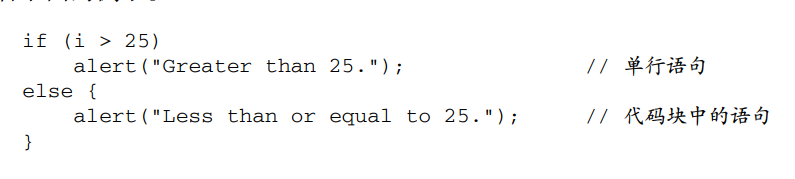 if (i > 25)
    alert("Greater than 25.");              // 单行语句
else {
    alert("Less than or equal to 25.");     // 代码块中的语句
}